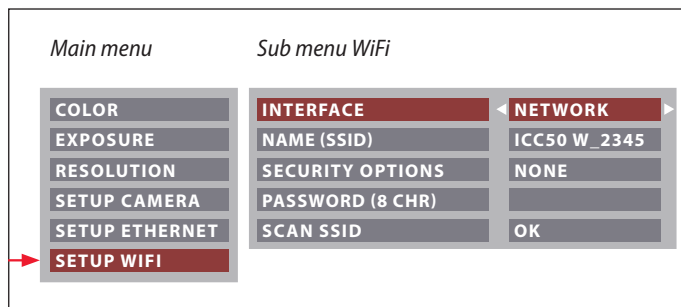 Main menu
Sub menu WiFi
COLOR
EXPOSURE
RESOLUTION
SETUP CAMERA
SETUP ETHERNET
SETUP WIFI
INTERFACE NETWORK
NAME (SSID) ICC50 W_2345
SECURITY OPTIONS NONE
PASSWORD (8 CHR)
SCAN SSID OK